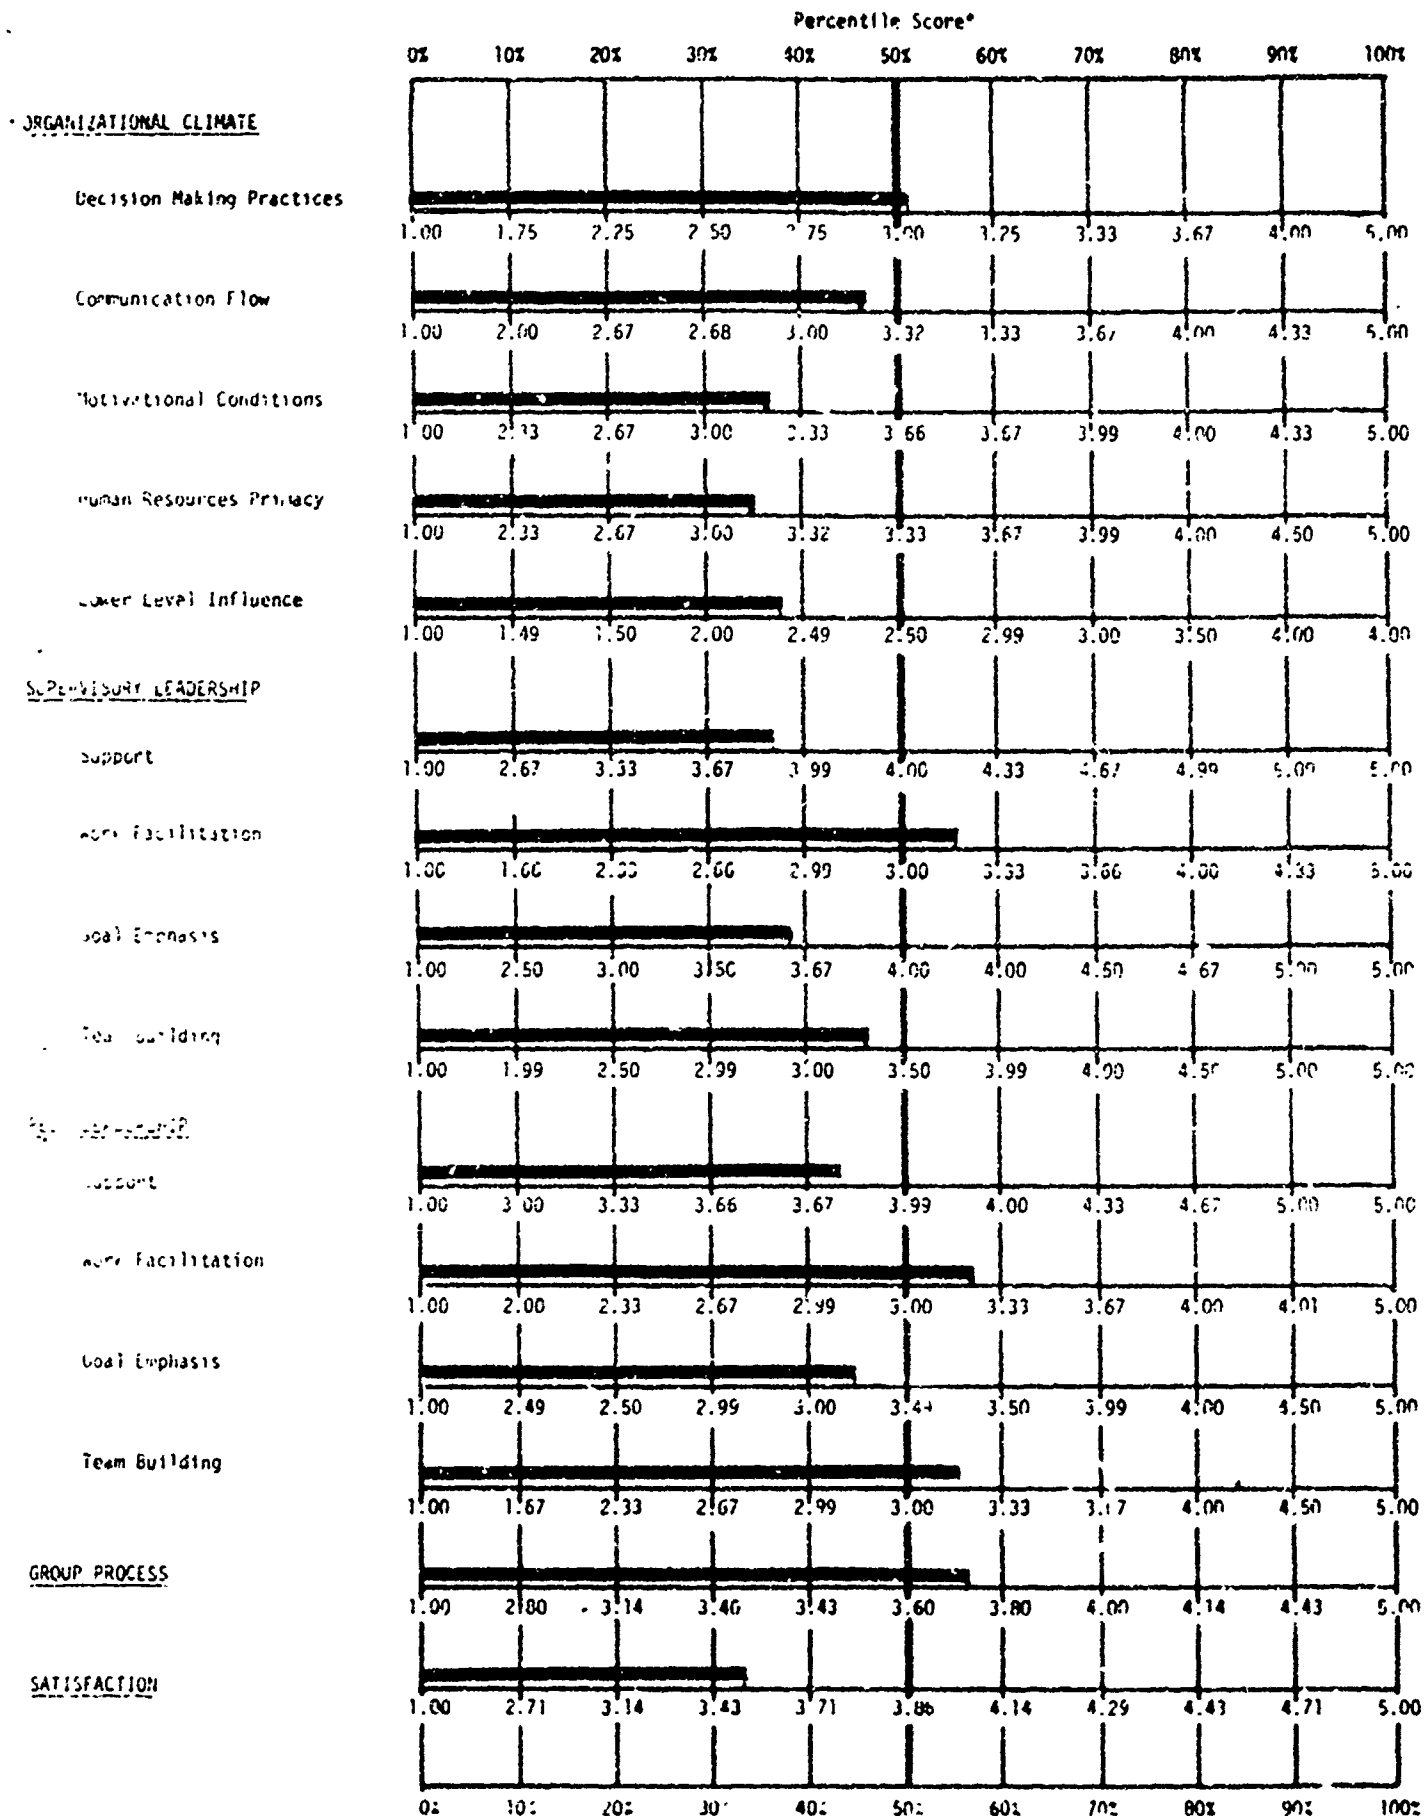 Percentile Score*
0% 10% 20% 30% 40% 50% 60% 70% 80% 90% 100%
ORGANIZATIONAL CLIMATE
Decision Making Practices
1.00 1.75 2.25 2.50 3.00 3.25 3.33 3.67 4.00 5.00
Communication Flow
1.00 2.00 2.67 2.68 3.00 3.32 3.33 3.67 4.00 4.33 5.00
Motivational Conditions
1.00 2.33 2.67 3.00 3.33 3.66 3.67 3.99 4.00 4.33 5.00
Human Resources Primacy
1.00 2.33 2.67 3.00 3.32 3.33 3.67 3.99 4.00 4.50 5.00
Lower Level Influence
1.00 1.49 1.50 2.00 2.49 2.50 2.99 3.00 3.50 4.00
SUPERVISORY LEADERSHIP
Support
1.00 2.67 3.33 3.67 3.99 4.00 4.33 4.67 4.99 5.00
Work Facilitation
1.00 1.66 2.66 2.99 3.00 3.33 3.66 4.00 4.33 5.00
Goal Emphasis
1.00 2.50 3.00 3.50 3.67 4.00 4.00 4.50 4.67 5.00 5.00
Team Building
1.00 1.99 2.50 2.99 3.00 3.50 3.99 4.00 5.00 5.00
Support
1.00 3.00 3.33 3.66 3.67 3.99 4.00 4.33 4.67 5.00 5.00
Work Facilitation
1.00 2.00 2.33 2.67 2.99 3.00 3.33 3.67 4.00 4.01 5.00
Goal Emphasis
1.00 2.49 2.50 2.99 3.00 3.50 3.99 4.00 4.50 5.00
Team Building
1.00 1.67 2.33 2.67 2.99 3.00 3.33 4.00 4.50 5.00
GROUP PROCESS
1.00 2.80 3.14 3.43 3.60 3.80 4.00 4.14 4.43 5.00
SATISFACTION
1.00 2.71 3.14 3.43 3.71 3.86 4.14 4.29 4.43 4.71 5.00
0% 10% 20% 30% 40% 50% 60% 70% 80% 90% 100%